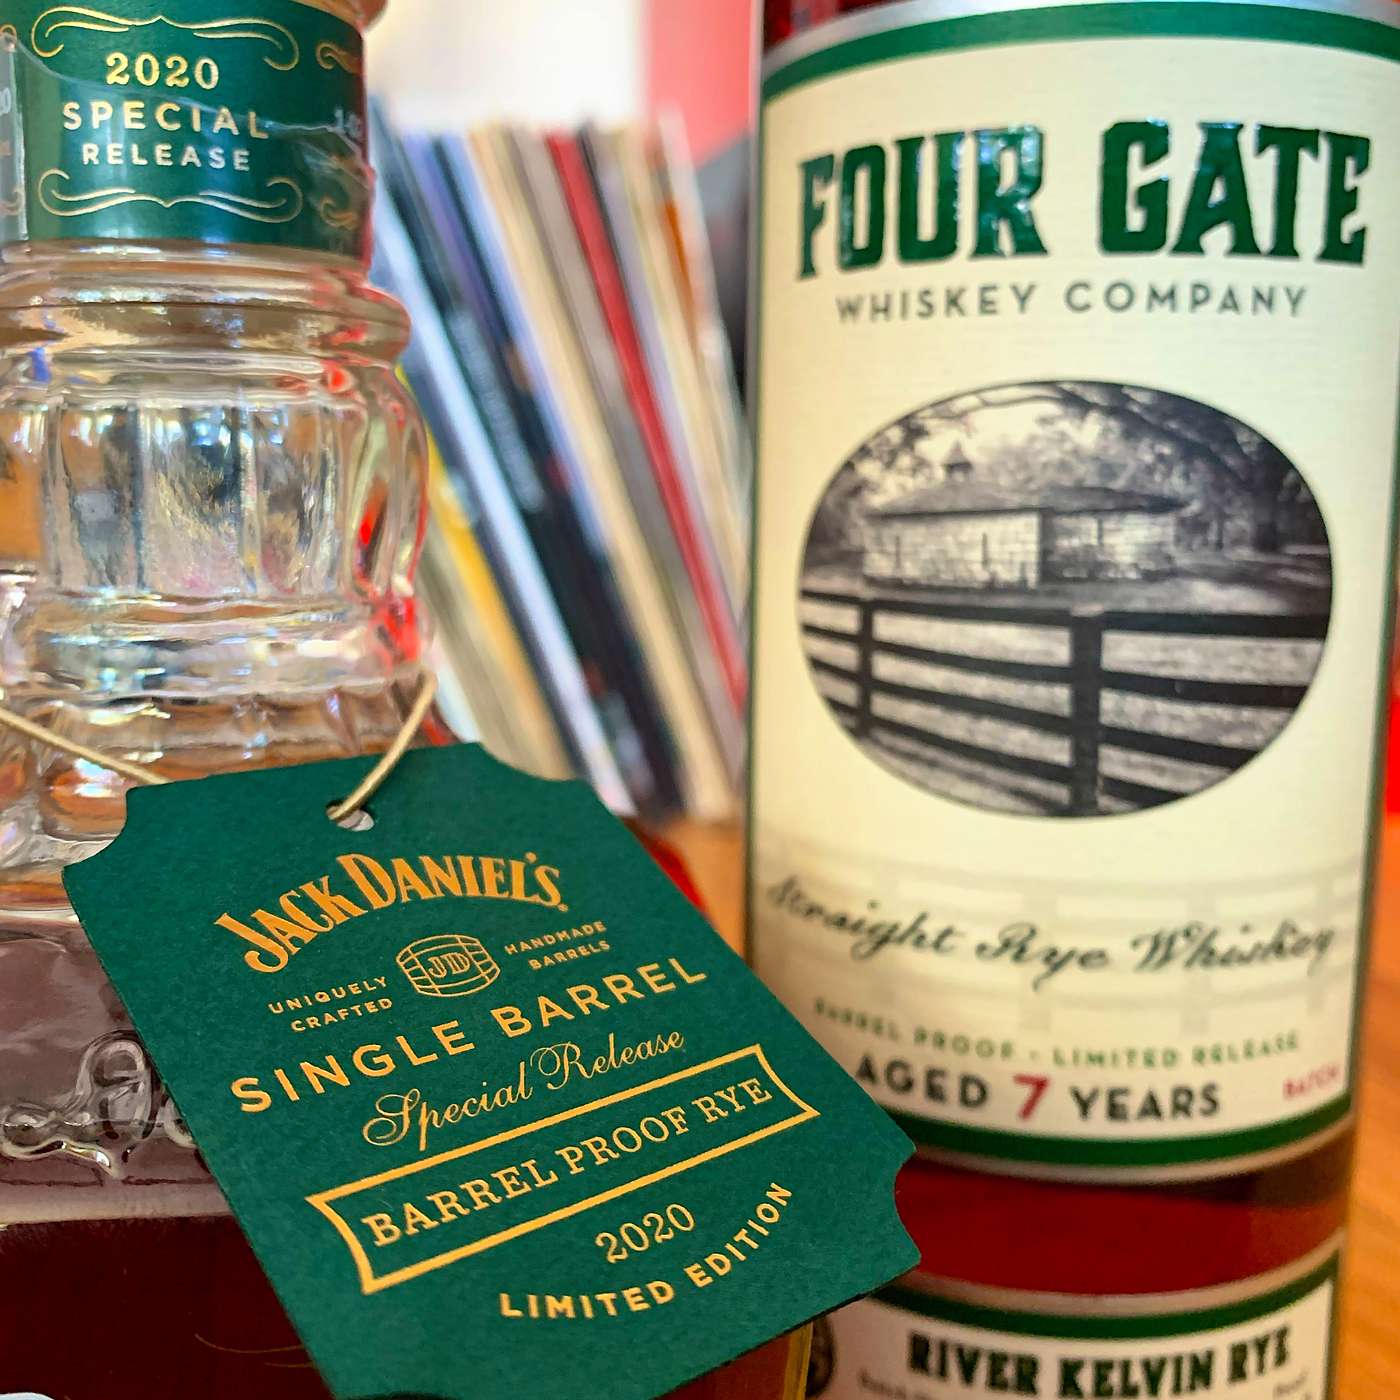 2020
SPECIAL
RELEASE
JACK DANIEL'S
UNIQUELY
CRAFTED
JD
HANDMADE
BARRELS
SINGLE BARREL
Special Release
BARREL PROOF RYE
2020
LIMITED EDITION
FOUR GATE
WHISKEY COMPANY
Straight Rye Whiskey
BARREL PROOF - LIMITED RELEASE
AGED 7 YEARS
BATCH
RIVER KELVIN RYE